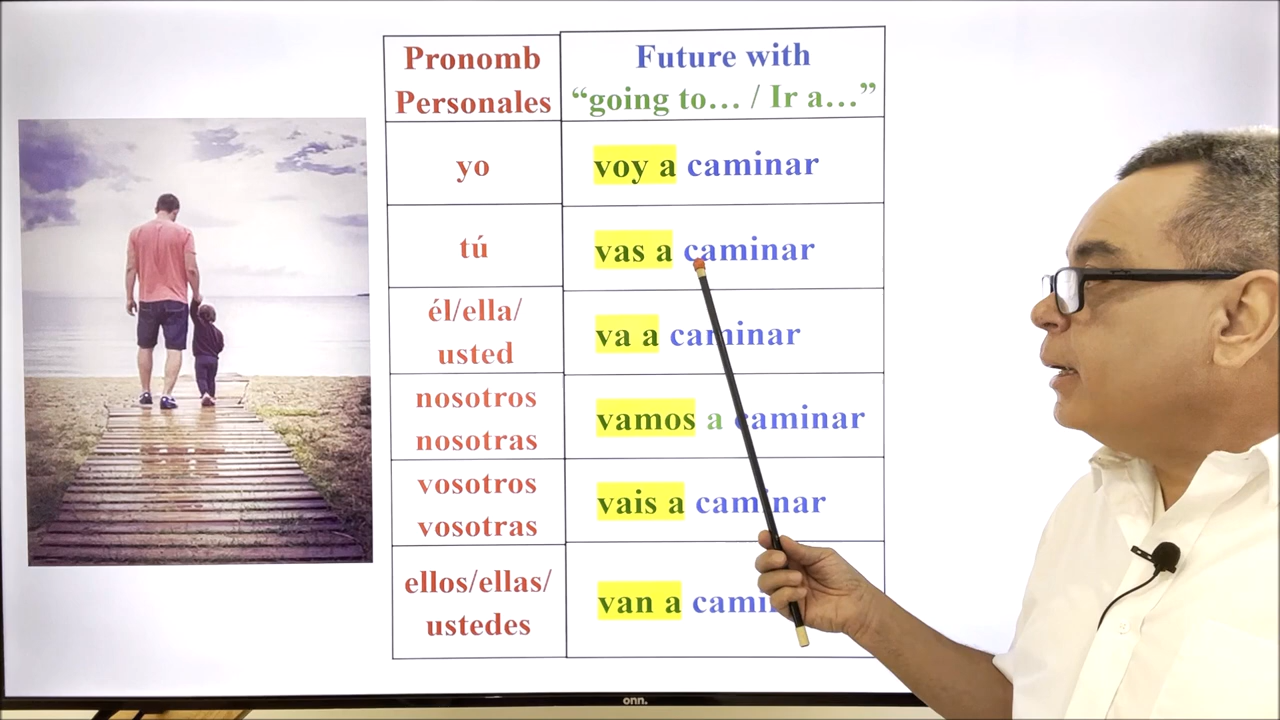 Pronomb
Personales
Future with
“going to… / Ir a…”
yo
voy a caminar
tú
vas a caminar
él/ella/
usted
va a caminar
nosotros
nosotras
vamos a caminar
vosotros
vosotras
vais a caminar
ellos/ellas/
ustedes
van a cami
onn.